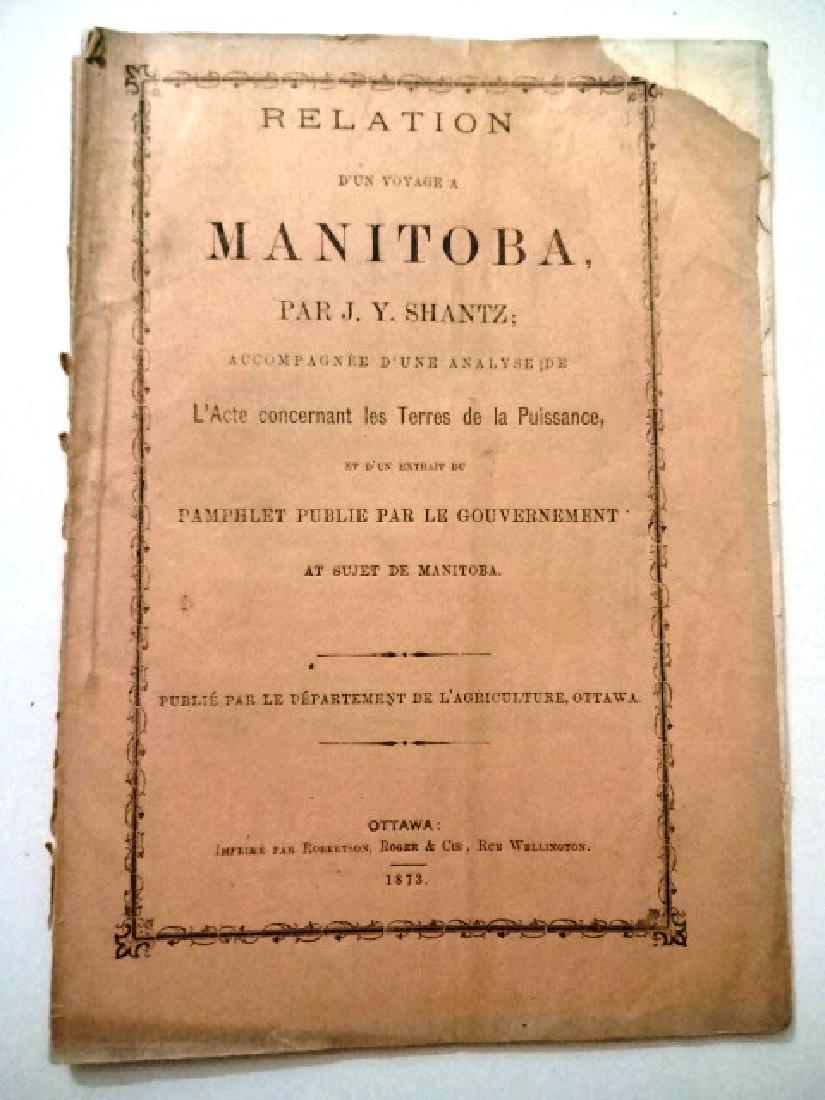 RELATION
D'UN VOYAGE A
MANITOBA,
PAR J. Y. SHANTZ;
ACCOMPAGNÉE D'UNE ANALYSE DE
L'Acte concernant les Terres de la Puissance,
ET D'UN EXTRAIT DU
PAMPHLET PUBLIE PAR LE GOUVERNEMENT
AT SUJET DE MANITOBA.
PUBLIÉ PAR LE DÉPARTEMENT DE L'AGRICULTURE, OTTAWA.
OTTAWA:
IMPRIMÉ PAR ROBERTSON, ROGER & CIE, RUE WELLINGTON.
1873.